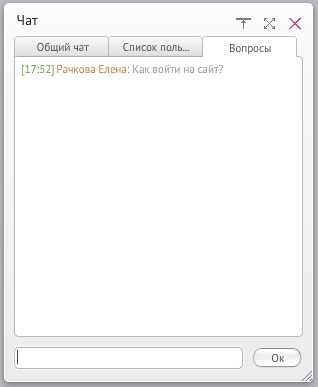 Чат
Общий чат
Список поль...
Вопросы
[17:52] Рачкова Елена: Как войти на сайт?
Ок